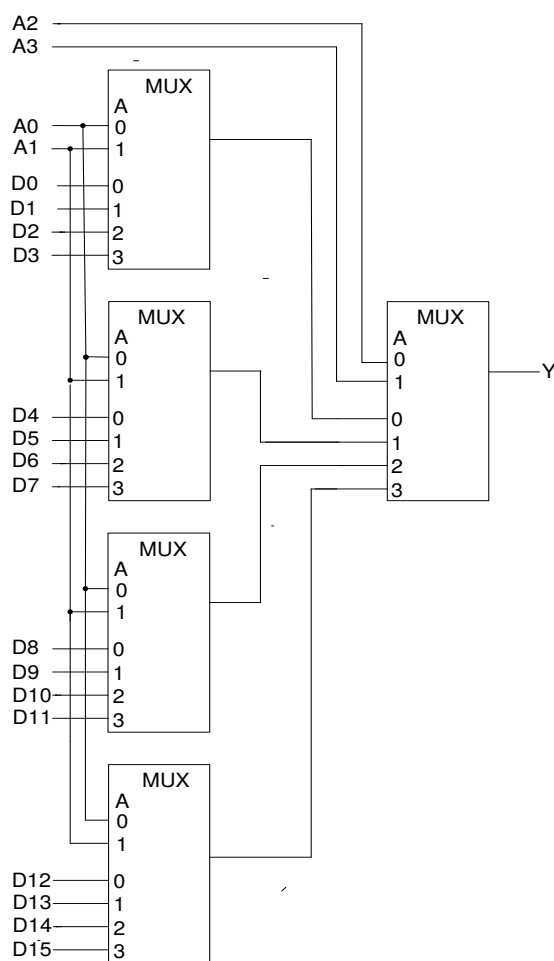 A2
A3
MUX
A
A0 0
A1 1
D0 0
D1 1
D2 2
D3 3
MUX
A
0
1
D4 0
D5 1
D6 2
D7 3
MUX
A
0
1
0
1
2
3
Y
MUX
A
0
1
D8 0
D9 1
D10 2
D11 3
MUX
A
0
1
D12 0
D13 1
D14 2
D15 3